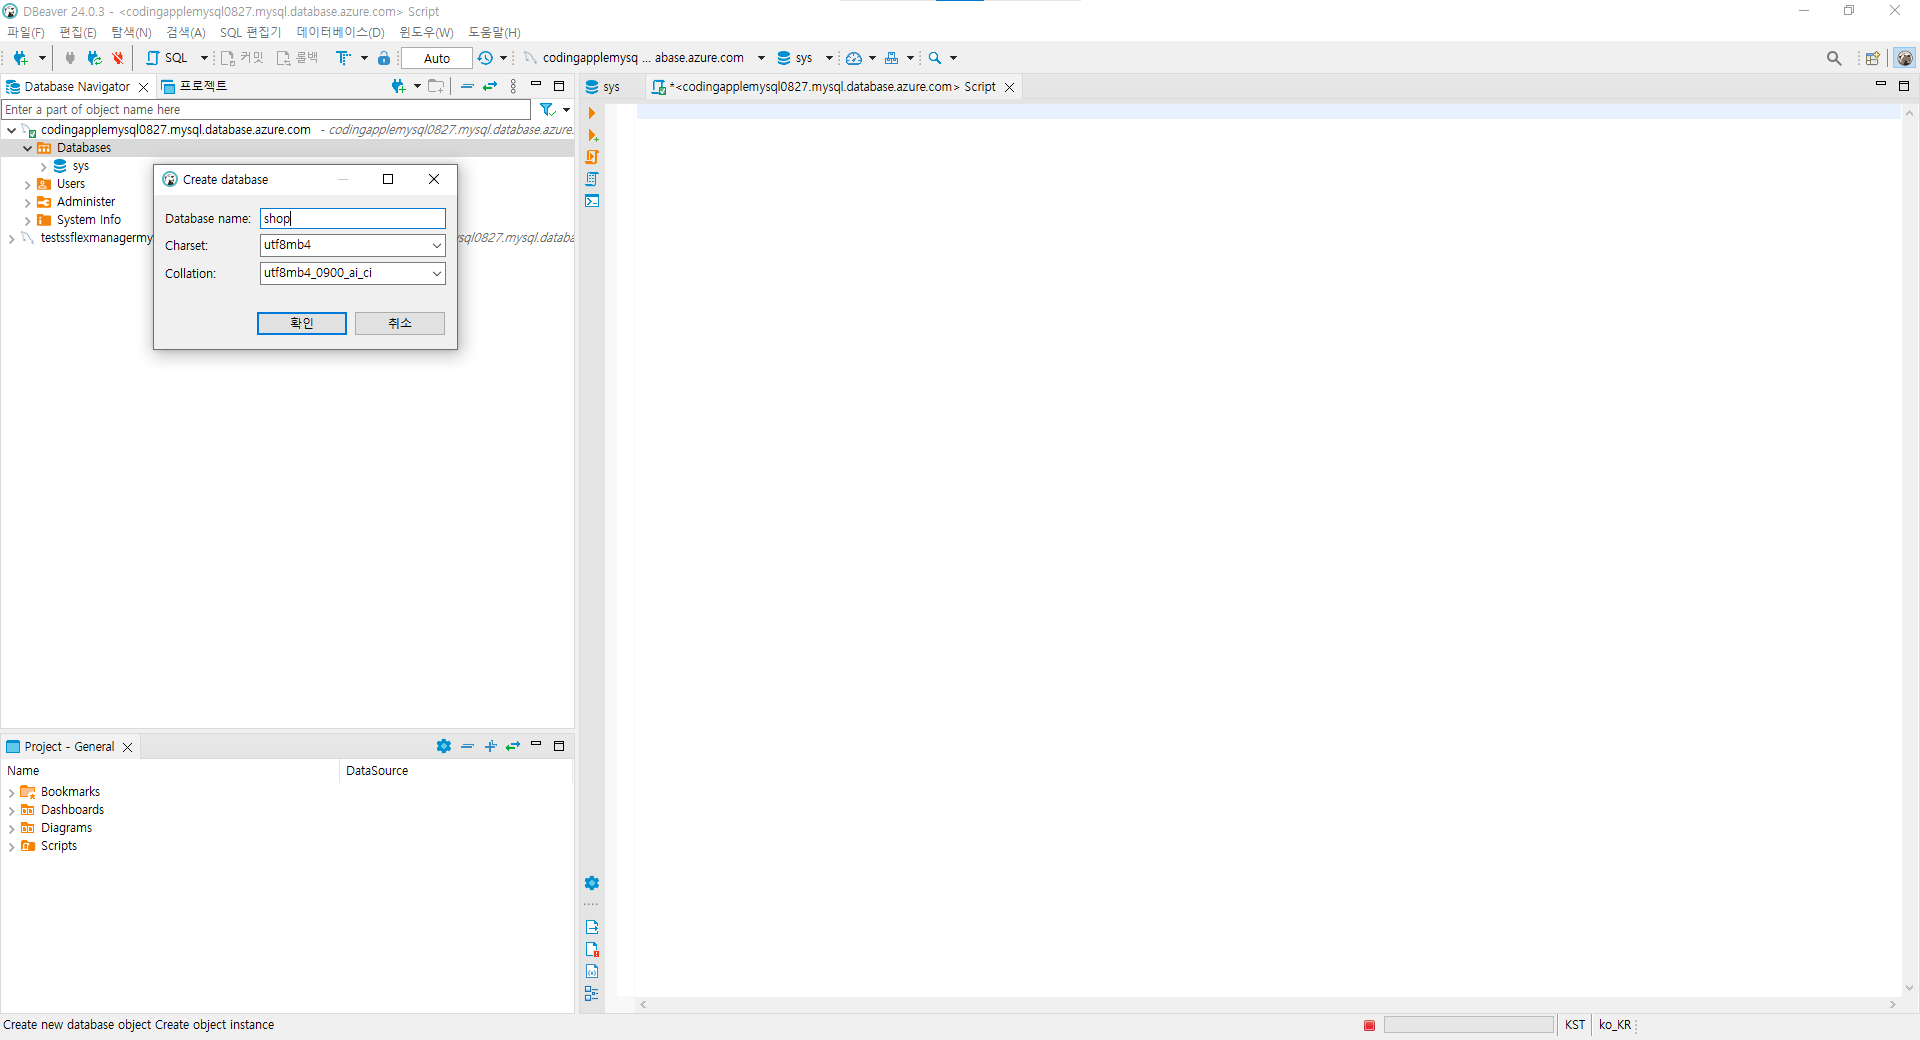 DBeaver 24.0.3 - <codingapplemysql0827.mysql.database.azure.com> Script
파일(F) 편집(E) 탐색(N) 검색(A) SQL 편집기 데이터베이스(D) 윈도우(W) 도움말(H)
SQL 커밋 롤백 Auto codingapplemysq ... abase.azure.com sys
Database Navigator 프로젝트
sys *<codingapplemysql0827.mysql.database.azure.com> Script
Enter a part of object name here
codingapplemysql0827.mysql.database.azure.com - codingapplemysql0827.mysql.database.azure.
Databases
sys
Users
Administer
System Info
testssflexmanagermy
sql0827.mysql.databa
Create database
Database name: shop
Charset: utf8mb4
Collation: utf8mb4_0900_ai_ci
확인 취소
Project - General
Name DataSource
Bookmarks
Dashboards
Diagrams
Scripts
Create new database object Create object instance
KST ko_KR